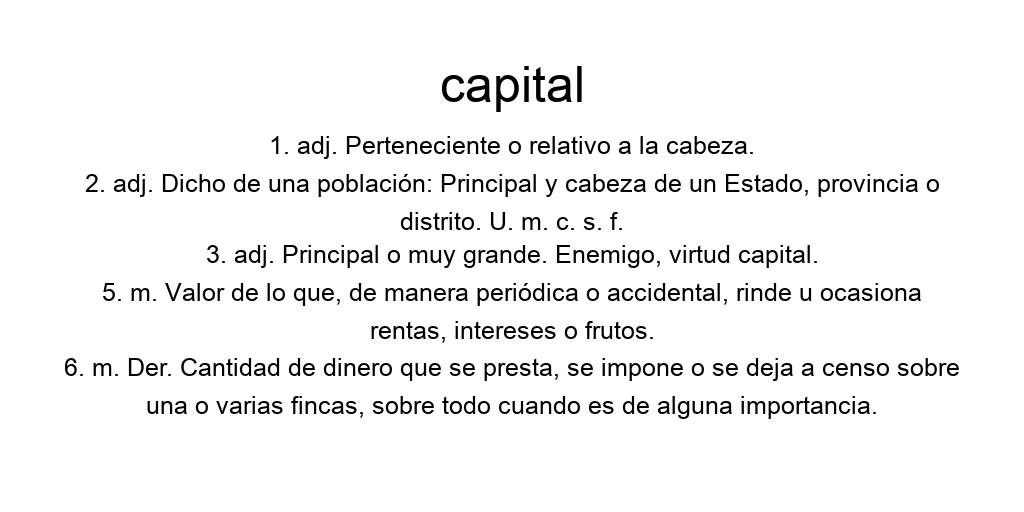 capital
1. adj. Perteneciente o relativo a la cabeza.
2. adj. Dicho de una población: Principal y cabeza de un Estado, provincia o
distrito. U. m. c. s. f.
3. adj. Principal o muy grande. Enemigo, virtud capital.
5. m. Valor de lo que, de manera periódica o accidental, rinde u ocasiona
rentas, intereses o frutos.
6. m. Der. Cantidad de dinero que se presta, se impone o se deja a censo sobre
una o varias fincas, sobre todo cuando es de alguna importancia.